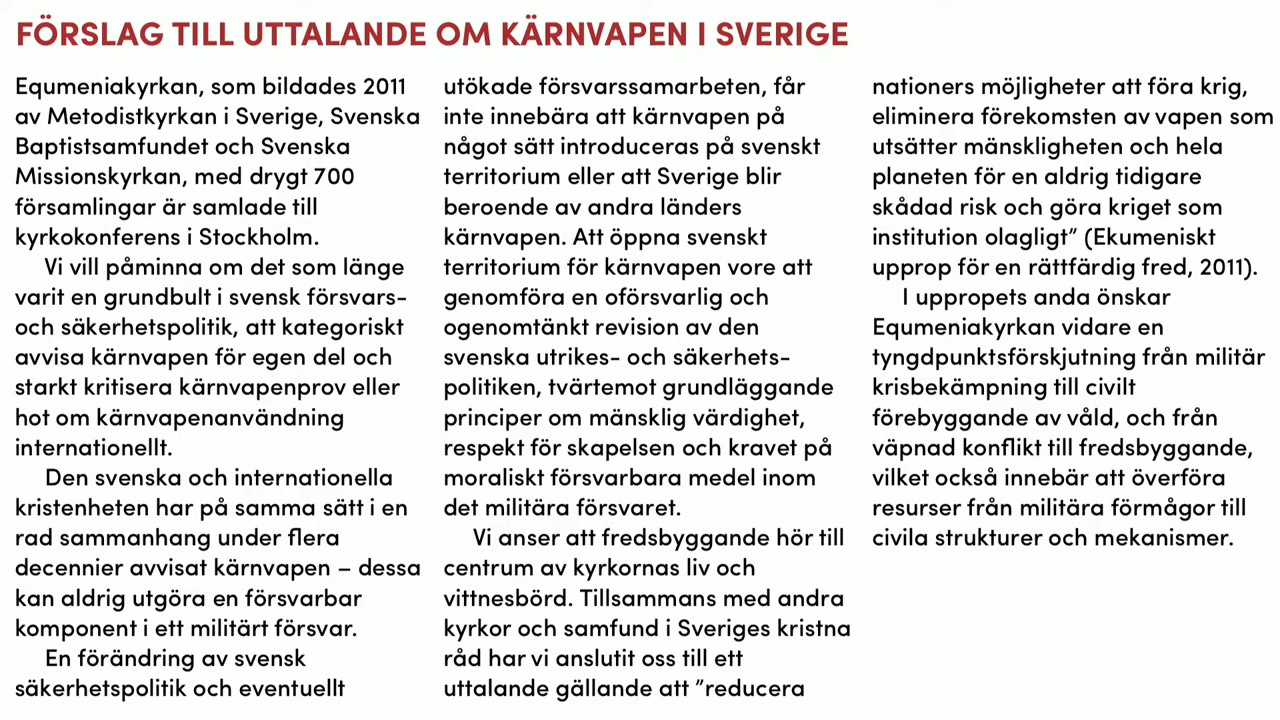 FÖRSLAG TILL UTTALANDE OM KÄRNVAPEN I SVERIGE
Equmeniakyrkan, som bildades 2011
av Metodistkyrkan i Sverige, Svenska
Baptistsamfundet och Svenska
Missionskyrkan, med drygt 700
församlingar är samlade till
kyrkokonferens i Stockholm.
Vi vill påminna om det som länge
varit en grundbult i svensk försvars-
och säkerhetspolitik, att kategoriskt
avvisa kärnvapen för egen del och
starkt kritisera kärnvapenprov eller
hot om kärnvapenanvändning
internationellt.
Den svenska och internationella
kristenheten har på samma sätt i en
rad sammanhang under flera
decennier avvisat kärnvapen – dessa
kan aldrig utgöra en försvarbar
komponent i ett militärt försvar.
En förändring av svensk
säkerhetspolitik och eventuellt
utökade försvarssamarbeten, får
inte innebära att kärnvapen på
något sätt introduceras på svenskt
territorium eller att Sverige blir
beroende av andra länders
kärnvapen. Att öppna svenskt
territorium för kärnvapen vore att
genomföra en oförsvarlig och
ogenomtänkt revision av den
svenska utrikes- och säkerhets-
politiken, tvärtemot grundläggande
principer om mänsklig värdighet,
respekt för skapelsen och kravet på
moraliskt försvarbara medel inom
det militära försvaret.
Vi anser att fredsbyggande hör till
centrum av kyrkornas liv och
vittnesbörd. Tillsammans med andra
kyrkor och samfund i Sveriges kristna
råd har vi anslutit oss till ett
uttalande gällande att ”reducera
nationers möjligheter att föra krig,
eliminera förekomsten av vapen som
utsätter mänskligheten och hela
planeten för en aldrig tidigare
skådad risk och göra kriget som
institution olagligt” (Ekumeniskt
upprop för en rättfärdig fred, 2011).
I uppropets anda önskar
Equmeniakyrkan vidare en
tyngdpunktsförskjutning från militär
krisbekämpning till civilt
förebyggande av våld, och från
väpnad konflikt till fredsbyggande,
vilket också innebär att överföra
resurser från militära förmågor till
civila strukturer och mekanismer.